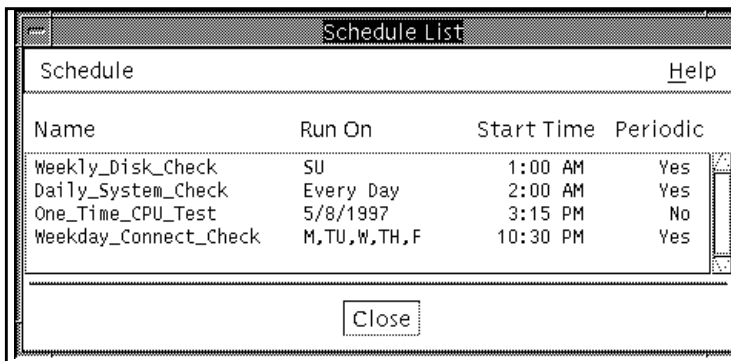 Schedule List
Schedule Help
Name Run On Start Time Periodic
Weekly_Disk_Check SU 1:00 AM Yes
Daily_System_Check Every Day 2:00 AM Yes
One_Time_CPU_Test 5/8/1997 3:15 PM No
Weekday_Connect_Check M,TU,W,TH,F 10:30 PM Yes
Close